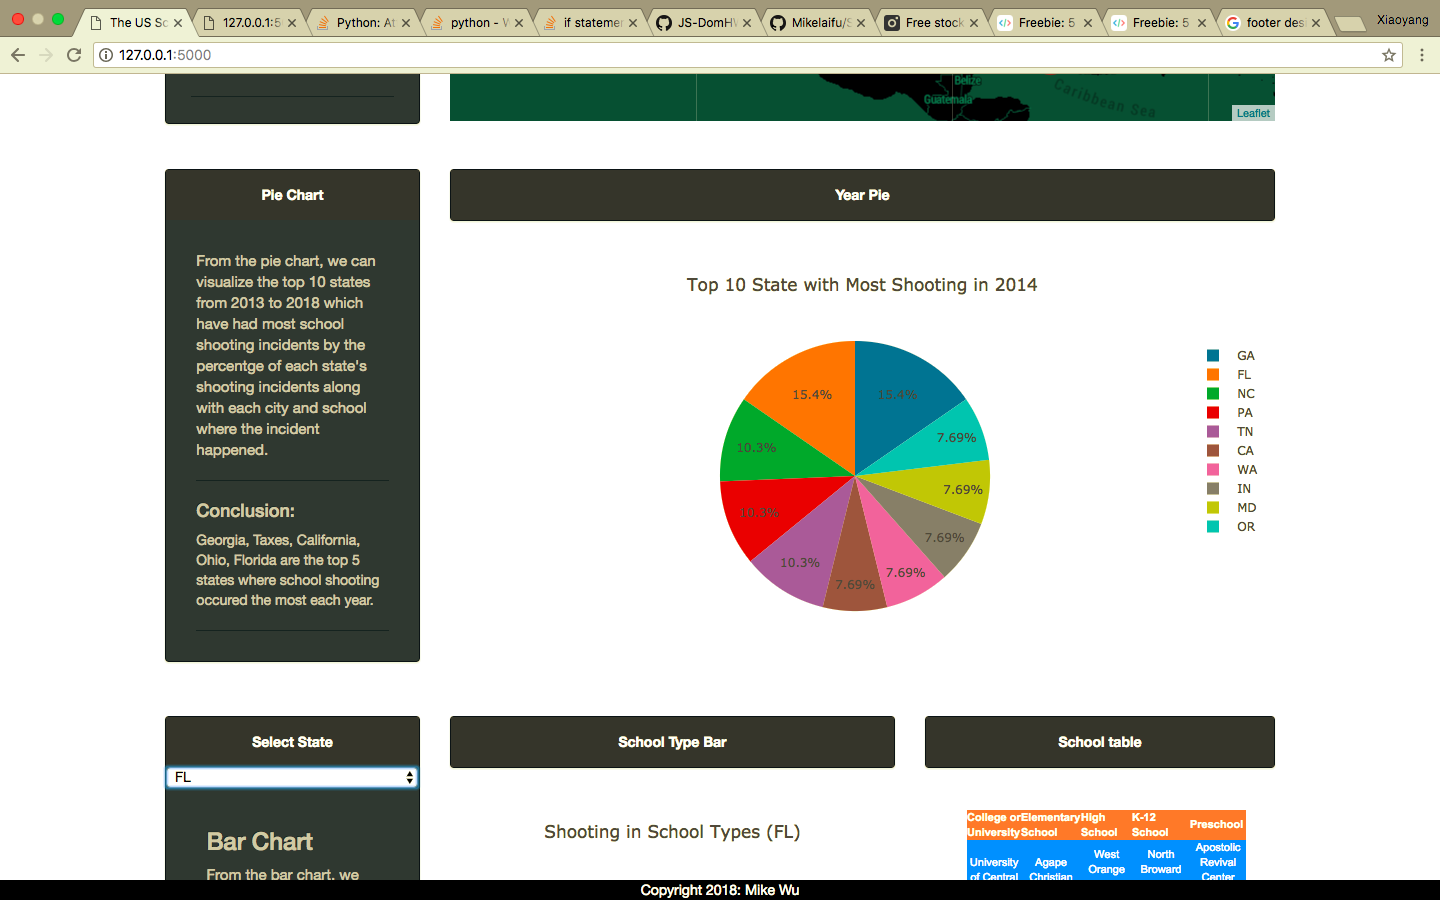 The US Sc
127.0.0.1:5
Python: At
python - W
if statemer
JS-DomHW
Mikelaifu/S
Free stock
Freebie: 5
Freebie: 5
footer desi
Xiaoyang
127.0.0.1:5000
Belize
Guatemala
Caribbean Sea
Leaflet
Pie Chart
From the pie chart, we can
visualize the top 10 states
from 2013 to 2018 which
have had most school
shooting incidents by the
percentge of each state's
shooting incidents along
with each city and school
where the incident
happened.
Conclusion:
Georgia, Taxes, California,
Ohio, Florida are the top 5
states where school shooting
occured the most each year.
Year Pie
Top 10 State with Most Shooting in 2014
15.4%
15.4%
7.69%
10.3%
7.69%
10.3%
7.69%
10.3%
7.69%
7.69%
GA
FL
NC
PA
TN
CA
WA
IN
MD
OR
Select State
FL
Bar Chart
From the bar chart, we
School Type Bar
Shooting in School Types (FL)
School table
College or University
Elementary School
High School
K-12 School
Preschool
University of Central
Agape Christian
West Orange
North Broward
Apostolic Revival Center
Copyright 2018: Mike Wu